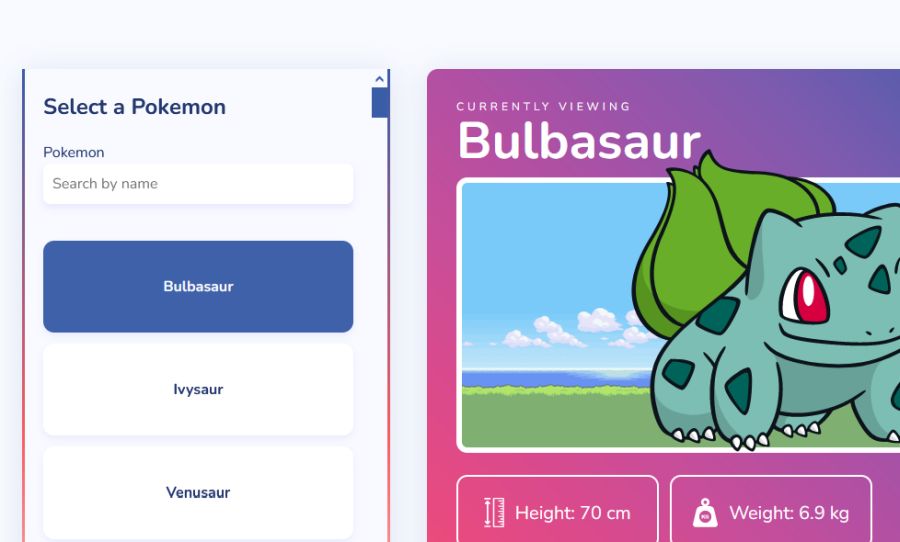 Select a Pokemon
Pokemon
Search by name
Bulbasaur
Ivysaur
Venusaur
CURRENTLY VIEWING
Bulbasaur
Height: 70 cm
Weight: 6.9 kg